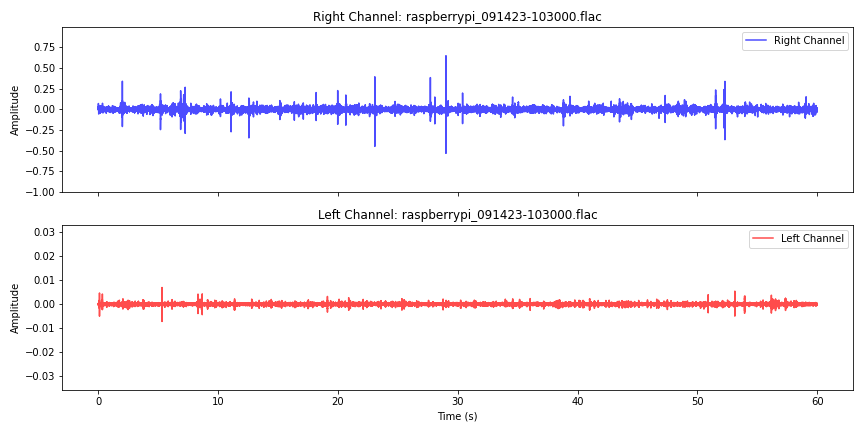 Right Channel: raspberrypi_091423-103000.flac
Right Channel
Amplitude
0.75
0.50
0.25
0.00
−0.25
−0.50
−0.75
−1.00
Left Channel: raspberrypi_091423-103000.flac
Left Channel
Amplitude
0.03
0.02
0.01
0.00
−0.01
−0.02
−0.03
0 10 20 30 40 50 60
Time (s)